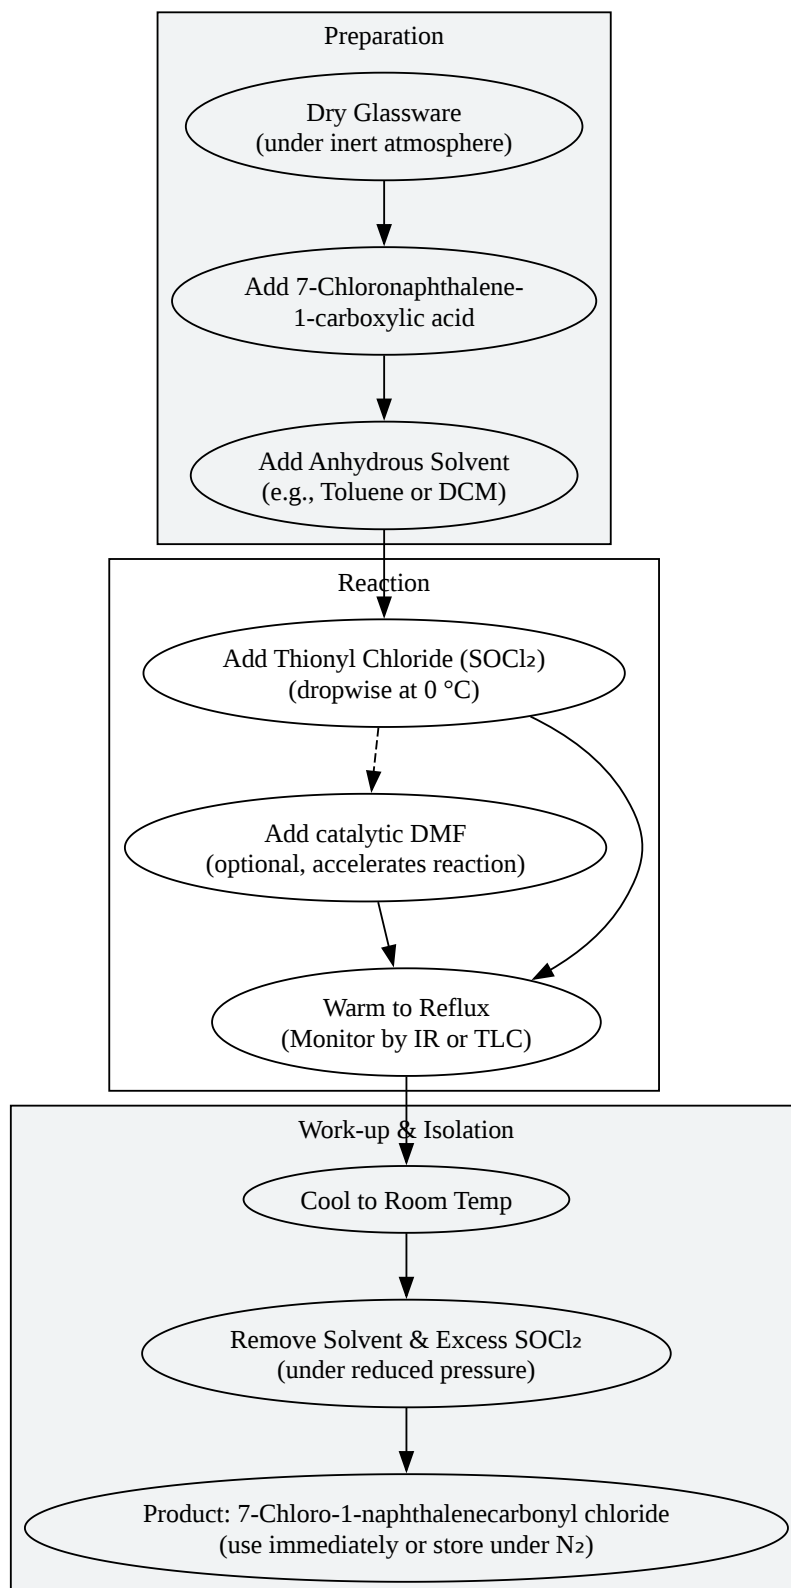 Preparation
Dry Glassware
(under inert atmosphere)
Add 7-Chloronaphthalene-
1-carboxylic acid
Add Anhydrous Solvent
(e.g., Toluene or DCM)
Reaction
Add Thionyl Chloride (SOCl₂)
(dropwise at 0 °C)
Add catalytic DMF
(optional, accelerates reaction)
Warm to Reflux
(Monitor by IR or TLC)
Work-up & Isolation
Cool to Room Temp
Remove Solvent & Excess SOCl₂
(under reduced pressure)
Product: 7-Chloro-1-naphthalenecarbonyl chloride
(use immediately or store under N₂)